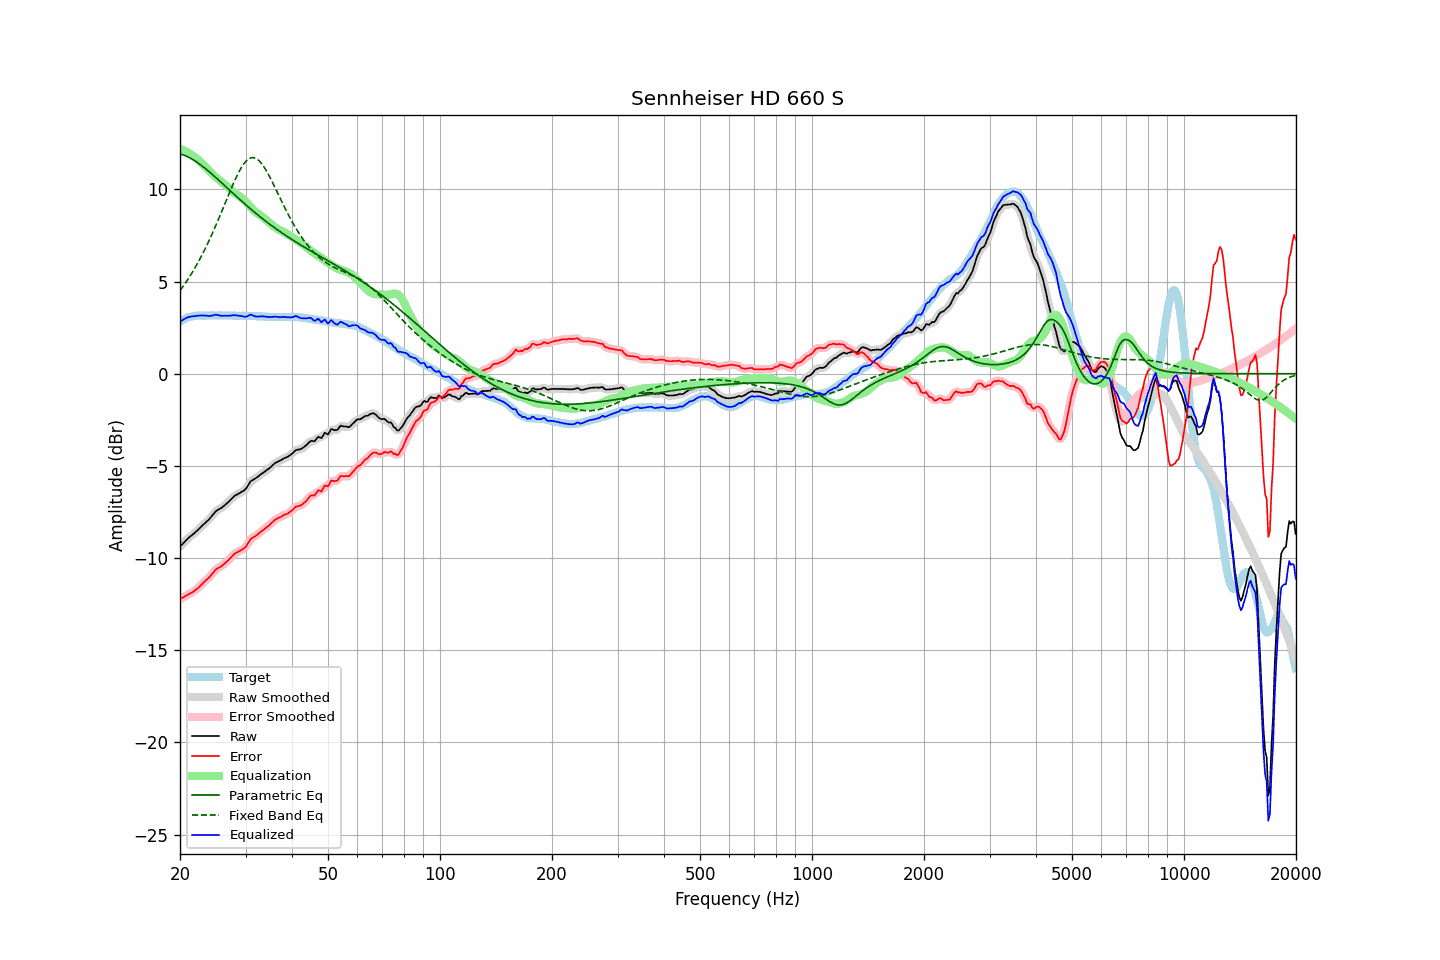 Sennheiser HD 660 S
Amplitude (dBr)
10
5
0
−5
−10
−15
−20
−25
Target
Raw Smoothed
Error Smoothed
Raw
Error
Equalization
Parametric Eq
Fixed Band Eq
Equalized
20 50 100 200 500 1000 2000 5000 10000 20000
Frequency (Hz)